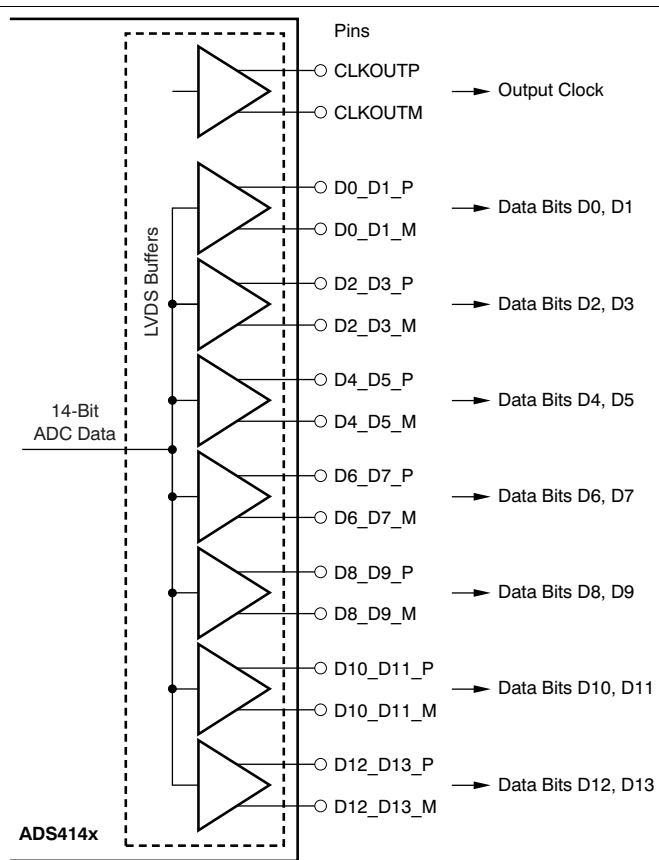 Pins
CLKOUTP
CLKOUTM
Output Clock
D0_D1_P
D0_D1_M
Data Bits D0, D1
LVDS Buffers
D2_D3_P
D2_D3_M
Data Bits D2, D3
D4_D5_P
D4_D5_M
Data Bits D4, D5
14-Bit
ADC Data
D6_D7_P
D6_D7_M
Data Bits D6, D7
D8_D9_P
D8_D9_M
Data Bits D8, D9
D10_D11_P
D10_D11_M
Data Bits D10, D11
D12_D13_P
D12_D13_M
Data Bits D12, D13
ADS414x